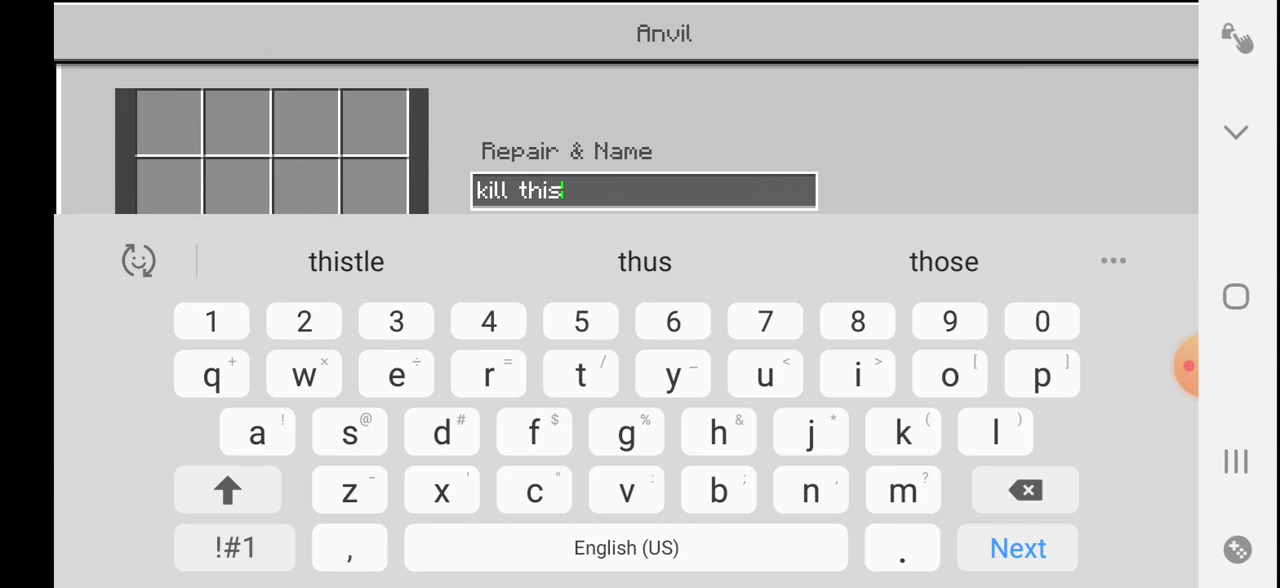 Anvil
Repair & Name
kill this
thistle thus those •••
1 2 3 4 5 6 7 8 9 0
q + w × e ÷ r = t / y _ u < i > o [ p ]
a ! s @ d # f $ g % h & j * k ( l )
z - x ' c " v : b ; n , m ?
!#1 , English (US) . Next